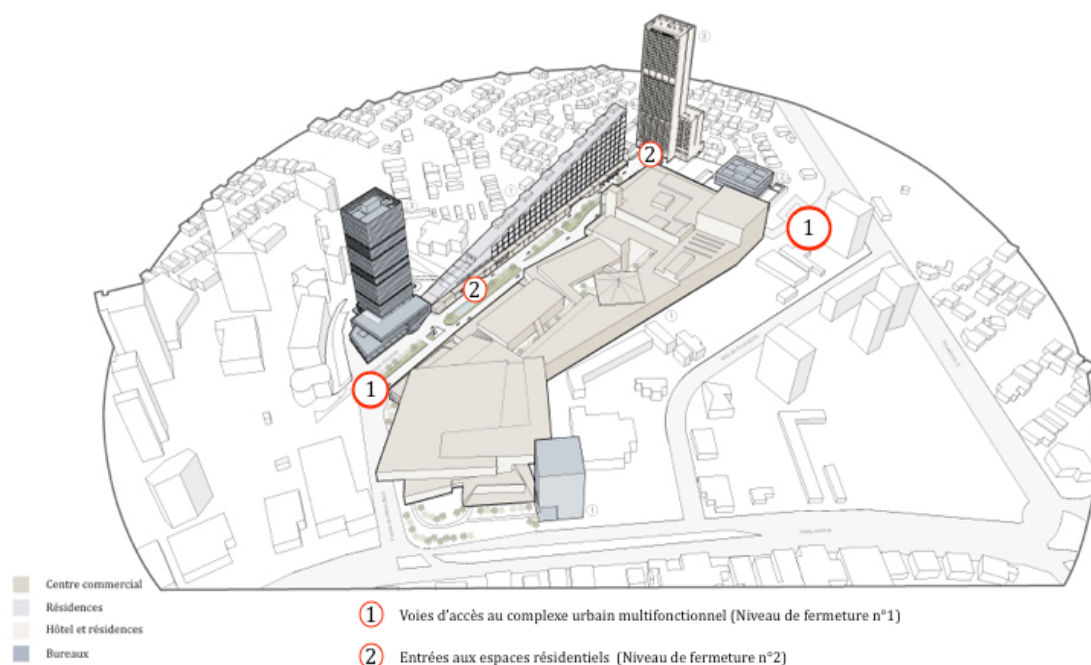 2
2
1
1
Centre commercial
Résidences
Hôtel et résidences
Bureaux
1 Voies d'accès au complexe urbain multifonctionnel (Niveau de fermeture n°1)
2 Entrées aux espaces résidentiels (Niveau de fermeture n°2)